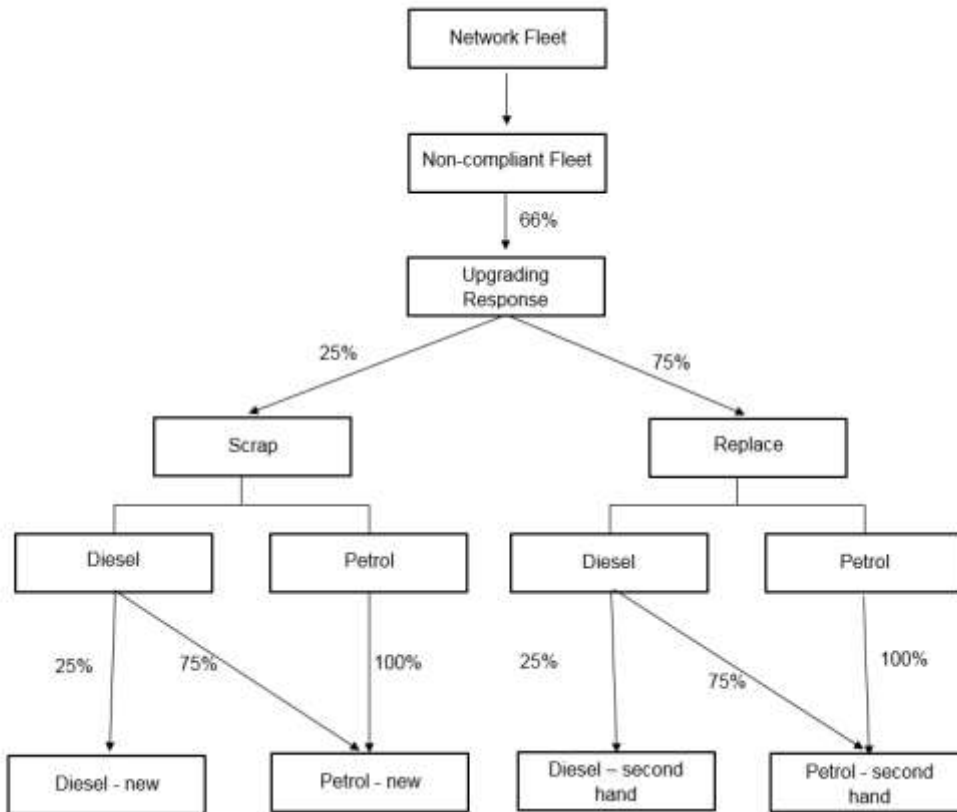 Network Fleet
Non-compliant Fleet
66%
Upgrading
Response
25%
75%
Scrap
Replace
Diesel
Petrol
Diesel
Petrol
25%
75%
100%
25%
75%
100%
Diesel - new
Petrol - new
Diesel – second
hand
Petrol - second
hand